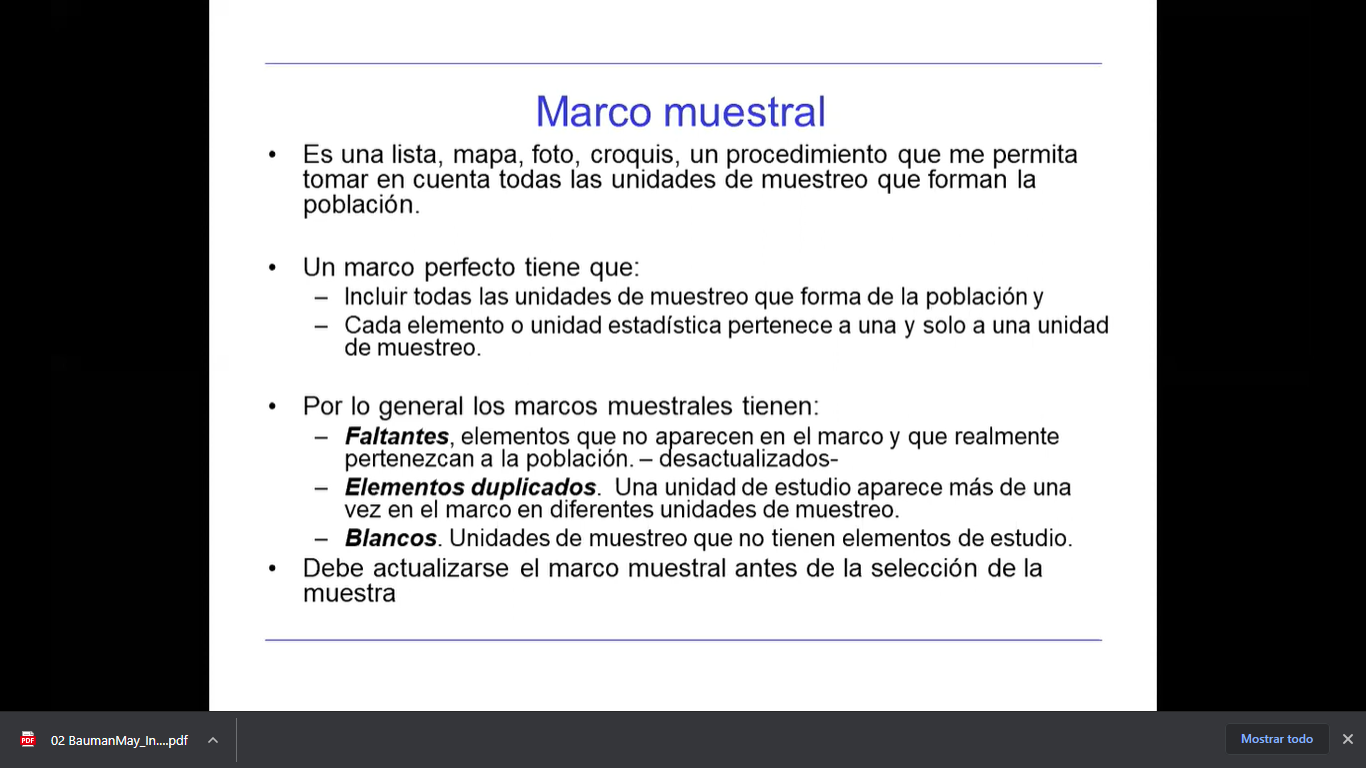 Marco muestral
• Es una lista, mapa, foto, croquis, un procedimiento que me permita
tomar en cuenta todas las unidades de muestreo que forman la
población.
• Un marco perfecto tiene que:
– Incluir todas las unidades de muestreo que forma de la población y
– Cada elemento o unidad estadística pertenece a una y solo a una unidad
de muestreo.
• Por lo general los marcos muestrales tienen:
– Faltantes, elementos que no aparecen en el marco y que realmente
pertenezcan a la población. – desactualizados-
– Elementos duplicados. Una unidad de estudio aparece más de una
vez en el marco en diferentes unidades de muestreo.
– Blancos. Unidades de muestreo que no tienen elementos de estudio.
• Debe actualizarse el marco muestral antes de la selección de la
muestra
PDF 02 BaumanMay_In....pdf Mostrar todo